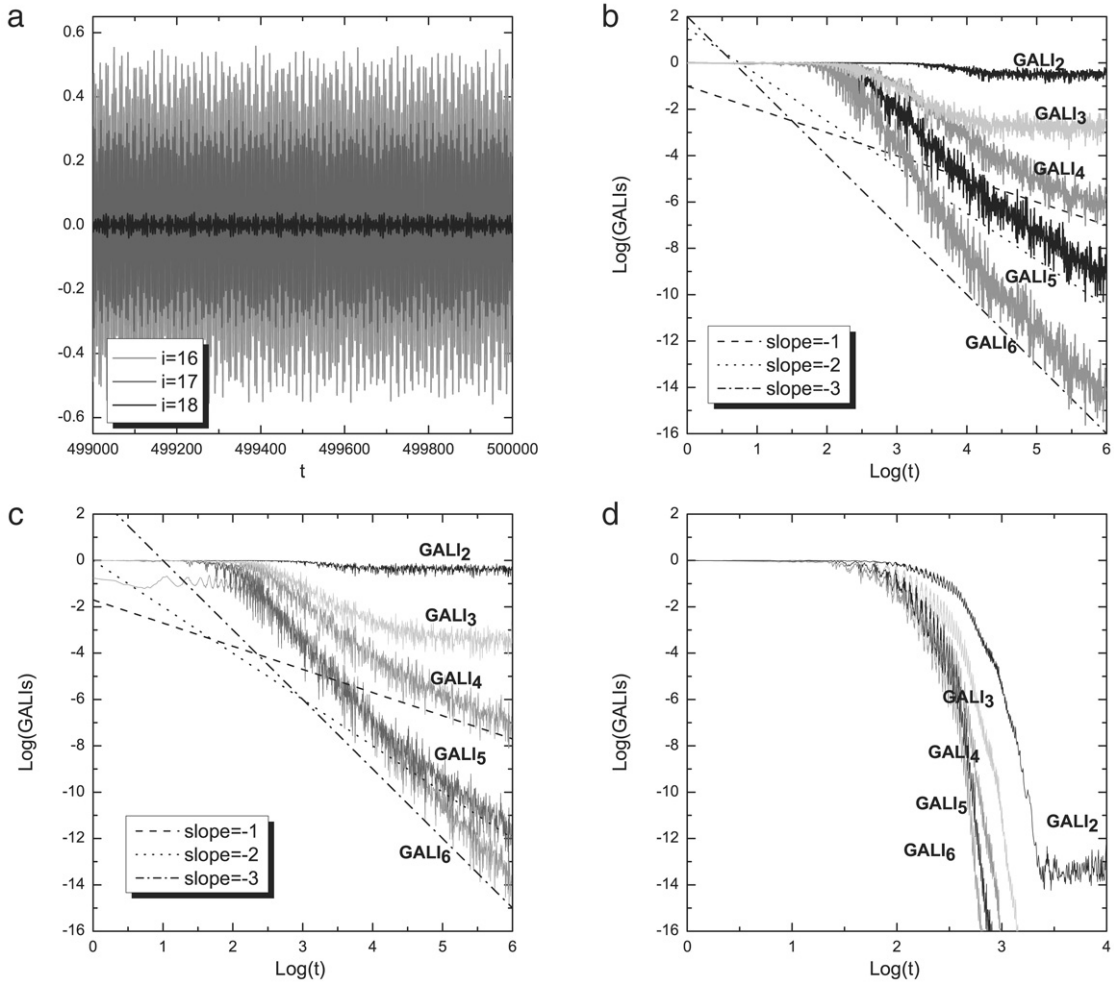 a
0.6
0.4
0.2
0.0
-0.2
-0.4
-0.6
i=16
i=17
i=18
499000 499200 499400 499600 499800 500000
t
b
Log(GALIs)
2
0
-2
-4
-6
-8
-10
-12
-14
-16
GALI2
GALI3
GALI4
GALI5
GALI6
slope=-1
slope=-2
slope=-3
0 1 2 3 4 5 6
Log(t)
c
Log(GALIs)
2
0
-2
-4
-6
-8
-10
-12
-14
-16
GALI2
GALI3
GALI4
GALI5
GALI6
slope=-1
slope=-2
slope=-3
0 1 2 3 4 5 6
Log(t)
d
Log(GALIs)
2
0
-2
-4
-6
-8
-10
-12
-14
-16
GALI3
GALI4
GALI5
GALI2
GALI6
0 1 2 3 4
Log(t)